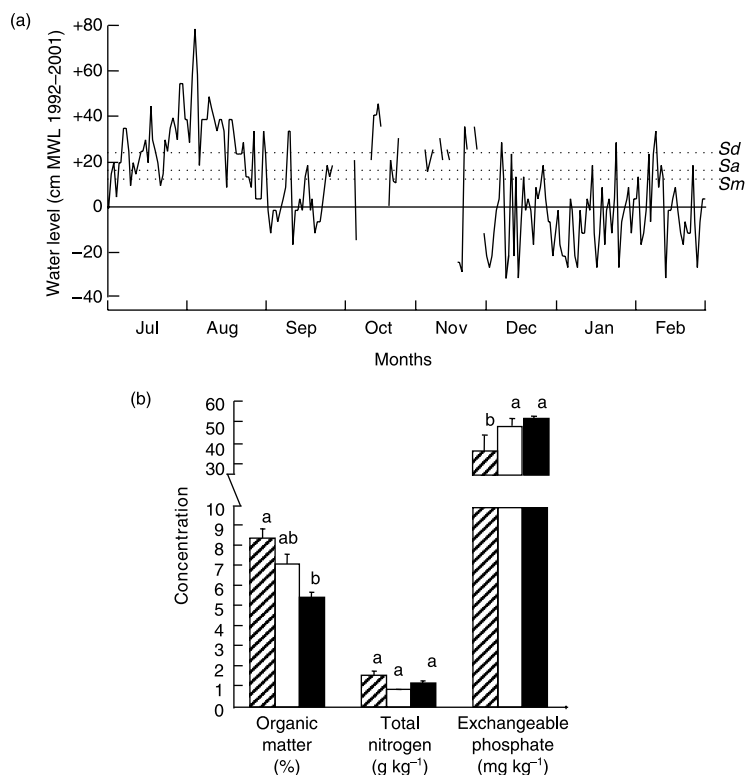 (a)
Water level (cm MWL 1992–2001)
+80
+60
+40
+20
0
−20
−40
Sd
Sa
Sm
Jul Aug Sep Oct Nov Dec Jan Feb
Months
(b)
Concentration
60
50
40
30
10
9
8
7
6
5
4
3
2
1
0
a ab b
a a a
b a a
Organic matter (%)
Total nitrogen (g kg⁻¹)
Exchangeable phosphate (mg kg⁻¹)